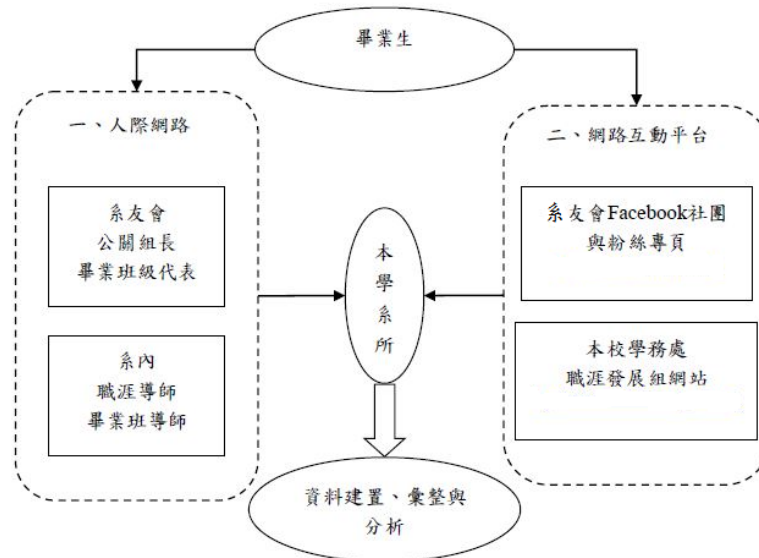 畢業生
一、人際網路
系友會
公關組長
畢業班級代表
系內
職涯導師
畢業班導師
二、網路互動平台
系友會Facebook社團
與粉絲專頁
本校學務處
職涯發展組網站
本
學
系
所
資料建置、彙整與
分析